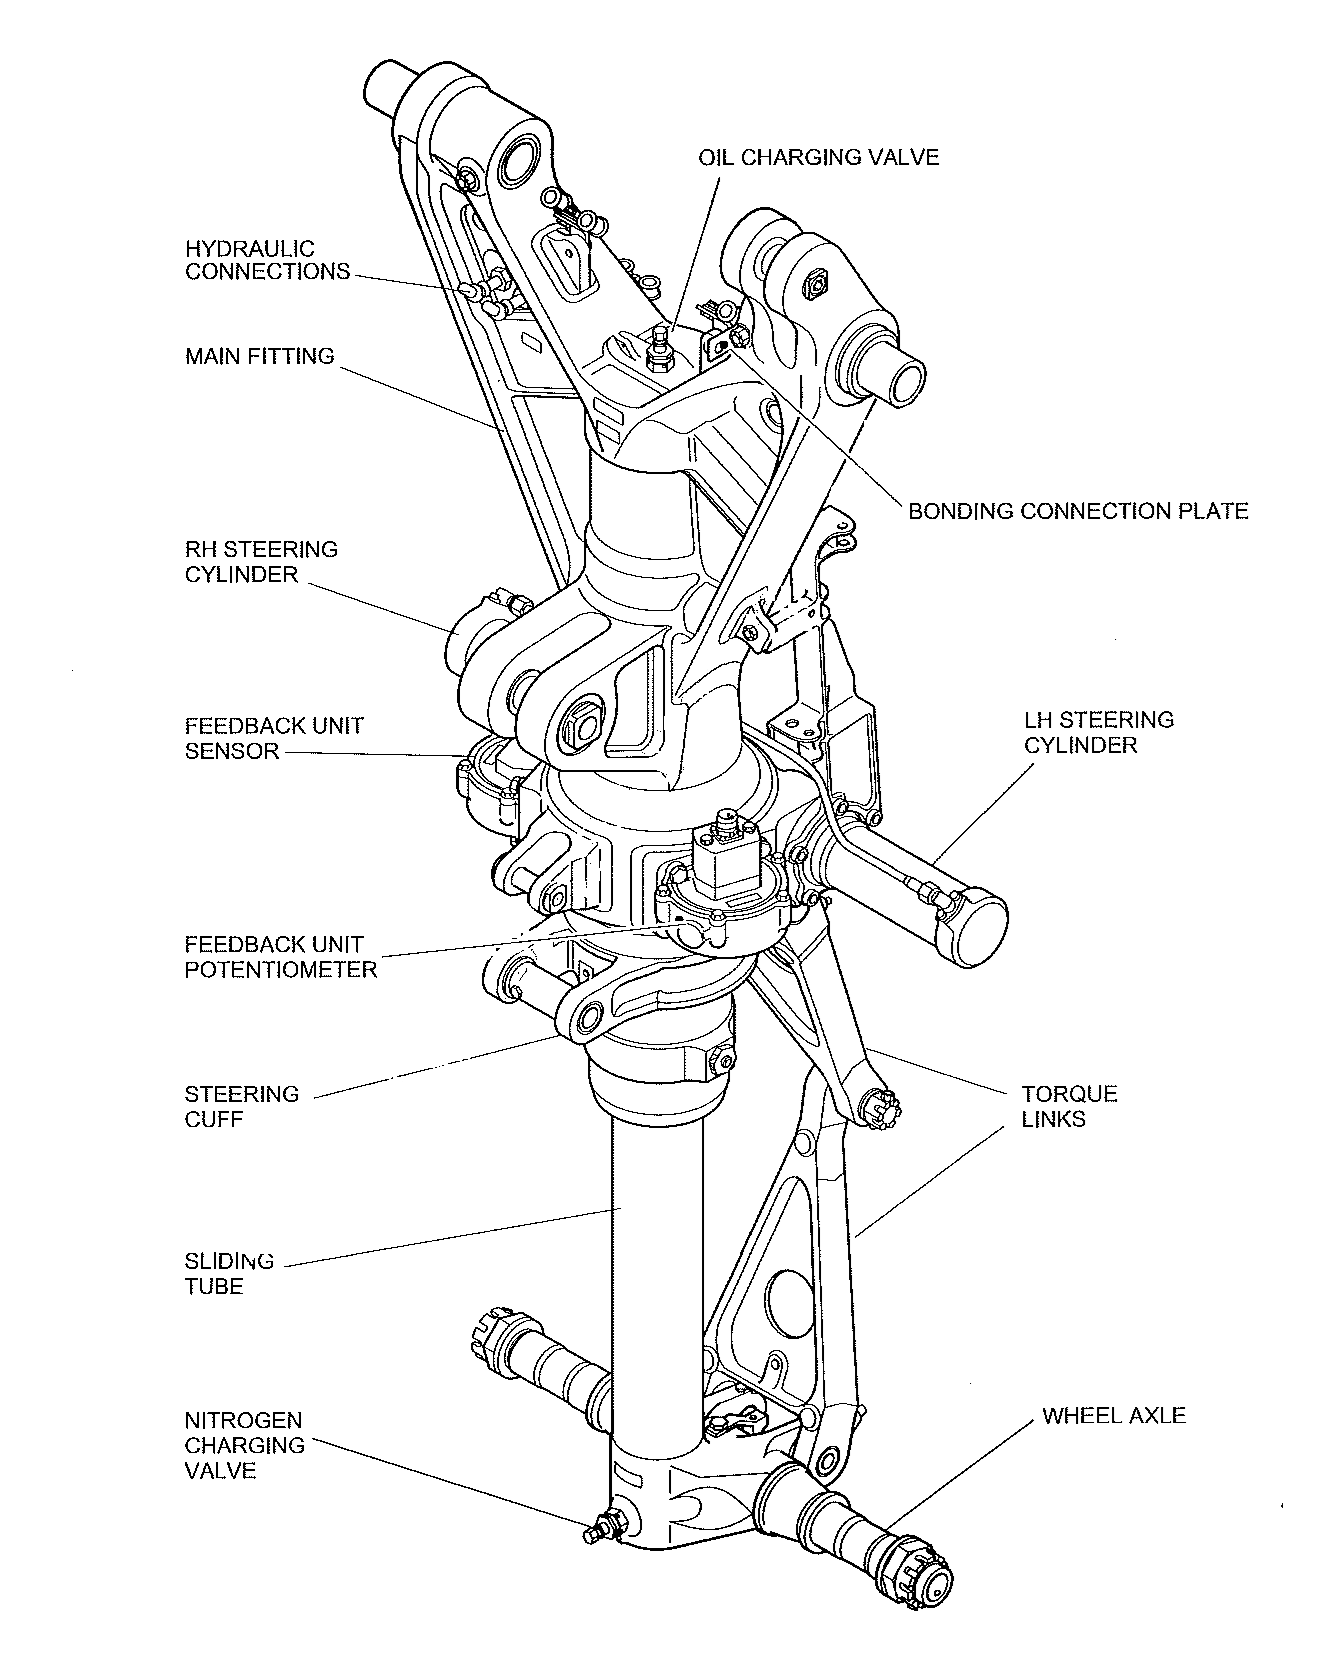 OIL CHARGING VALVE
HYDRAULIC
CONNECTIONS
MAIN FITTING
BONDING CONNECTION PLATE
RH STEERING
CYLINDER
FEEDBACK UNIT
SENSOR
LH STEERING
CYLINDER
FEEDBACK UNIT
POTENTIOMETER
STEERING
CUFF
TORQUE
LINKS
SLIDING
TUBE
NITROGEN
CHARGING
VALVE
WHEEL AXLE